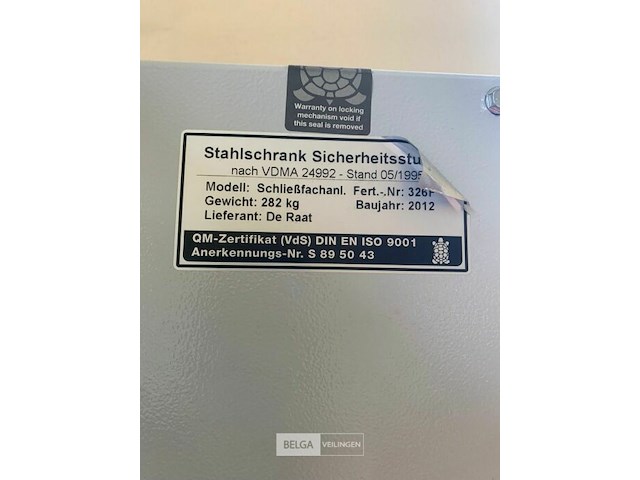 Warranty on locking
mechanism void if
this seal is removed
Stahlschrank Sicherheitsstu
nach VDMA 24992 - Stand 05/1995
Modell: Schließfachanl. Fert.-.Nr: 326F
Gewicht: 282 kg Baujahr: 2012
Lieferant: De Raat
QM-Zertifikat (VdS) DIN EN ISO 9001
Anerkennungs-Nr. S 89 50 43
BELGA VEILINGEN